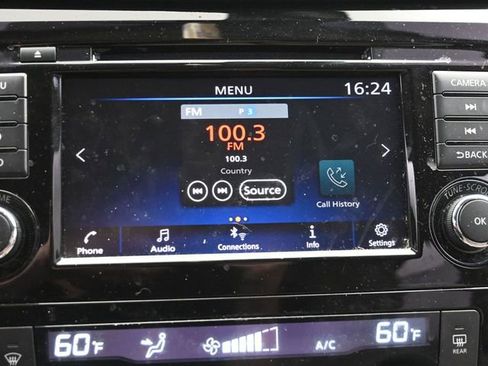 MENU 16:24
CAMERA
FM P 3
100.3
FM
100.3
Country
Source
BACK
Call History
TUNE·SCROLL
OK
Phone Audio Connections Info Settings
60°F A/C 60°F
REAR